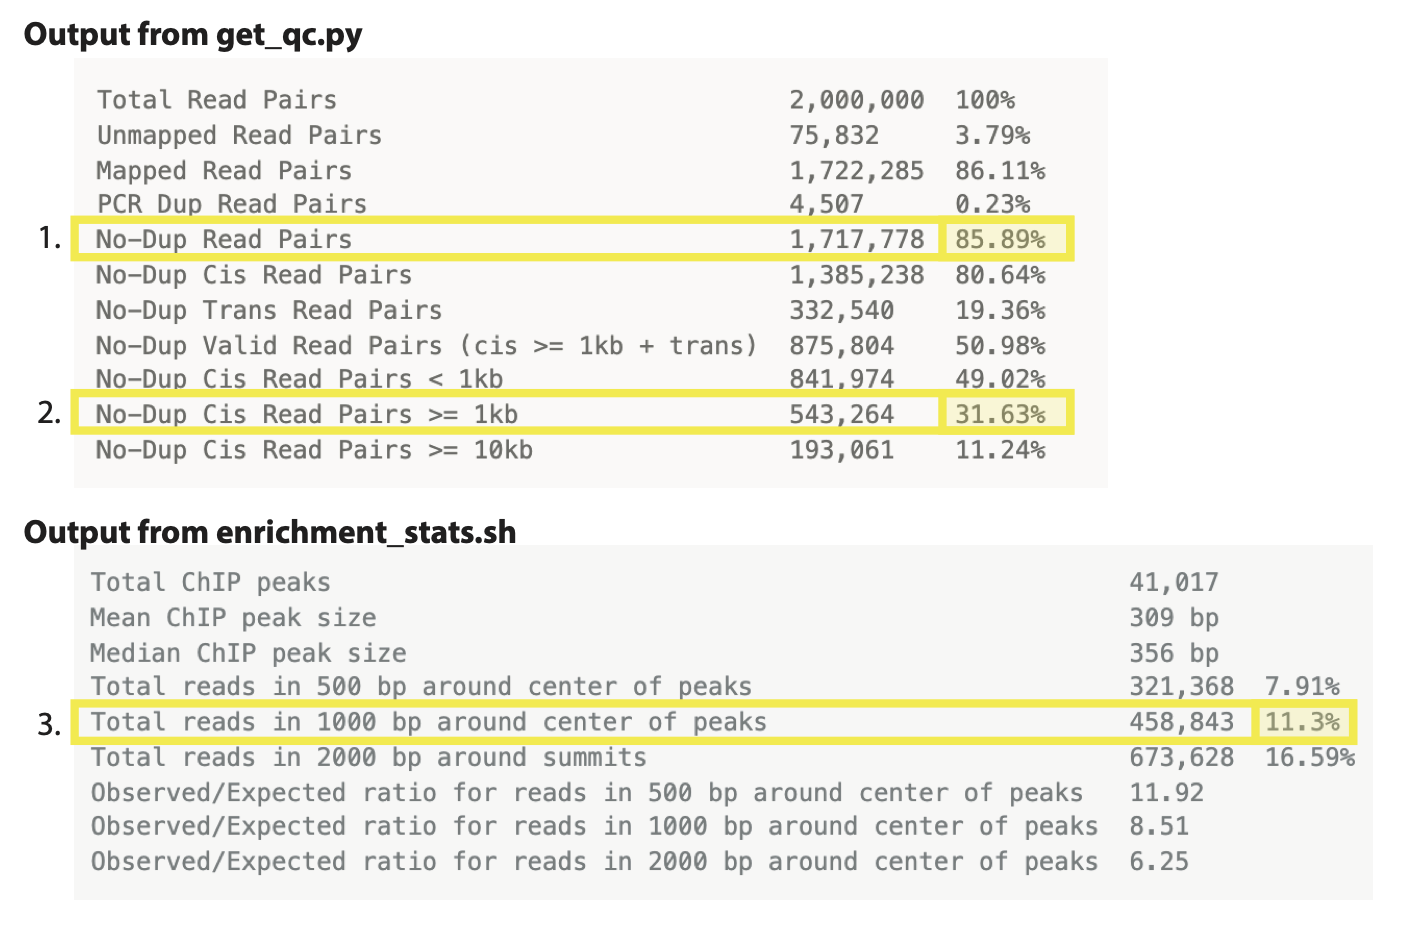 Output from get_qc.py
Total Read Pairs 2,000,000 100%
Unmapped Read Pairs 75,832 3.79%
Mapped Read Pairs 1,722,285 86.11%
PCR Dup Read Pairs 4,507 0.23%
1. No-Dup Read Pairs 1,717,778 85.89%
No-Dup Cis Read Pairs 1,385,238 80.64%
No-Dup Trans Read Pairs 332,540 19.36%
No-Dup Valid Read Pairs (cis >= 1kb + trans) 875,804 50.98%
No-Dup Cis Read Pairs < 1kb 841,974 49.02%
2. No-Dup Cis Read Pairs >= 1kb 543,264 31.63%
No-Dup Cis Read Pairs >= 10kb 193,061 11.24%
Output from enrichment_stats.sh
Total ChIP peaks 41,017
Mean ChIP peak size 309 bp
Median ChIP peak size 356 bp
Total reads in 500 bp around center of peaks 321,368 7.91%
3. Total reads in 1000 bp around center of peaks 458,843 11.3%
Total reads in 2000 bp around summits 673,628 16.59%
Observed/Expected ratio for reads in 500 bp around center of peaks 11.92
Observed/Expected ratio for reads in 1000 bp around center of peaks 8.51
Observed/Expected ratio for reads in 2000 bp around center of peaks 6.25